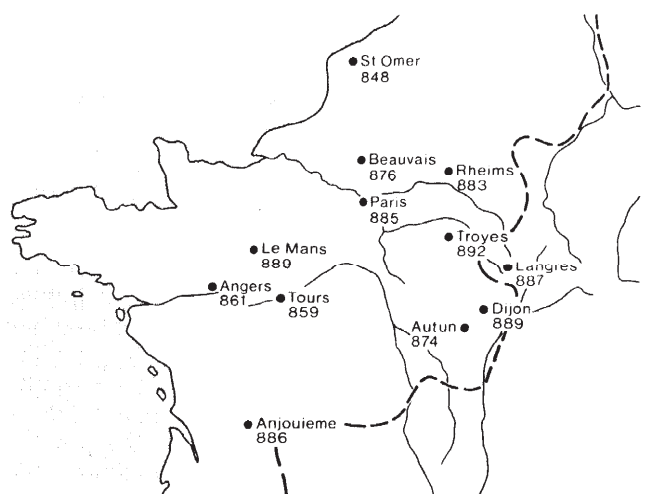 St Omer
848
Beauvais
876
Rheims
883
Paris
885
Troyes
892
Le Mans
880
Langres
887
Angers
861
Tours
859
Dijon
889
Autun
874
Anjouieme
886